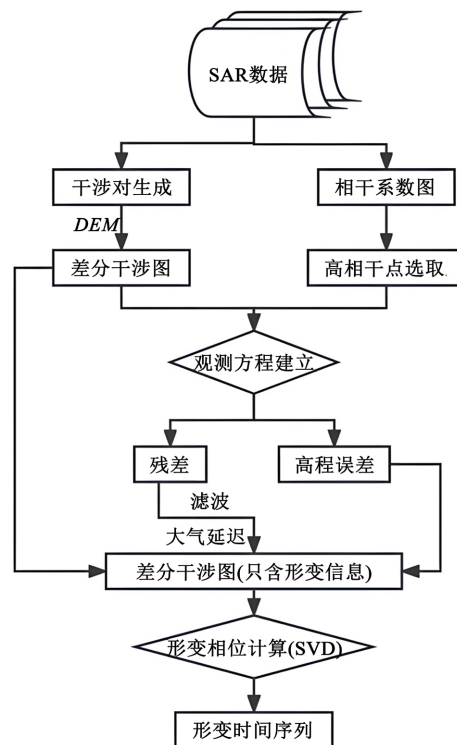 SAR数据
干涉对生成
相干系数图
DEM
差分干涉图
高相干点选取
观测方程建立
残差
高程误差
滤波
大气延迟
差分干涉图(只含形变信息)
形变相位计算(SVD)
形变时间序列